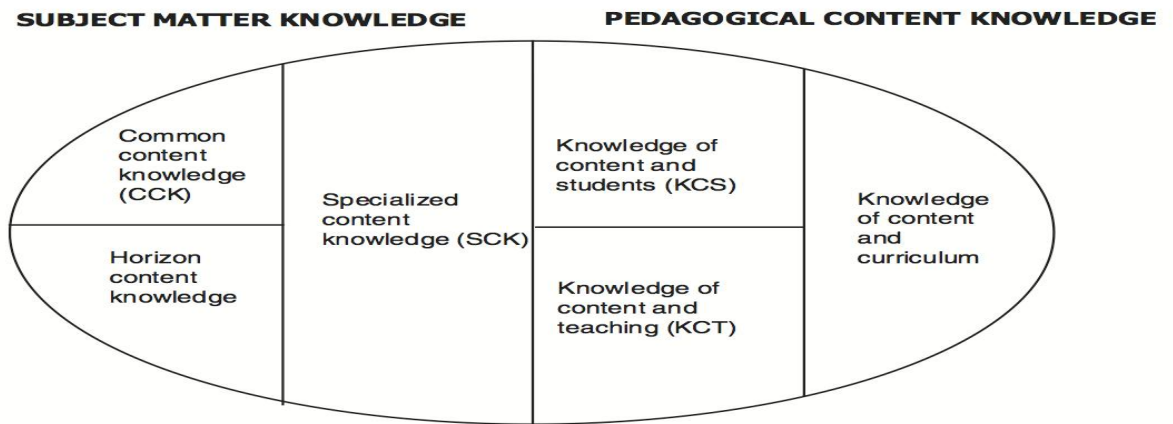 SUBJECT MATTER KNOWLEDGE
PEDAGOGICAL CONTENT KNOWLEDGE
Common
content
knowledge
(CCK)
Horizon
content
knowledge
Specialized
content
knowledge (SCK)
Knowledge of
content and
students (KCS)
Knowledge of
content and
teaching (KCT)
Knowledge
of content
and
curriculum